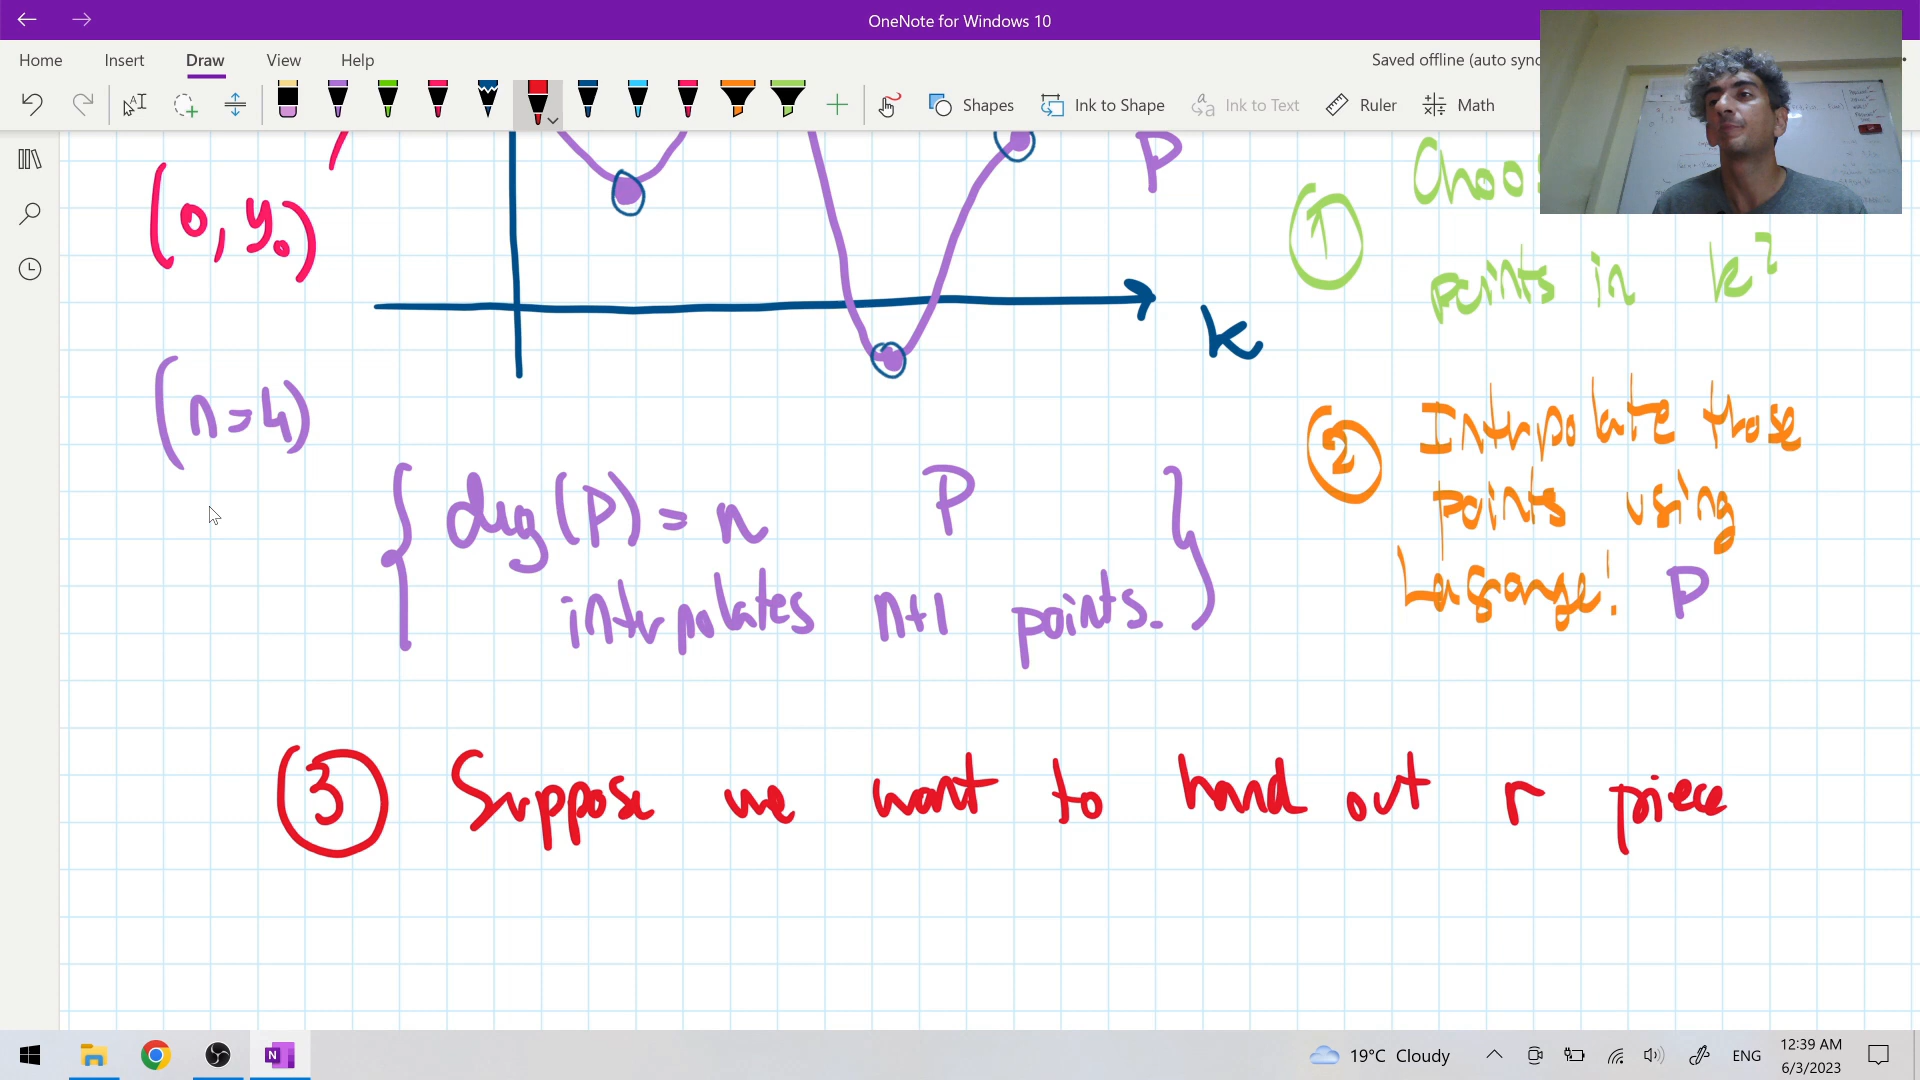 OneNote for Windows 10
Home Insert Draw View Help
Saved offline (auto sync
Shapes Ink to Shape Ink to Text Ruler Math
(0, y₀)
P
k
(n=4)
{ deg(P) = n P
interpolates n+1 points. }
① Choos
points in k²
② Intrpolate those
points using
Lagrange! P
③ Suppose we want to hand out r piece
19°C Cloudy
ENG
12:39 AM
6/3/2023